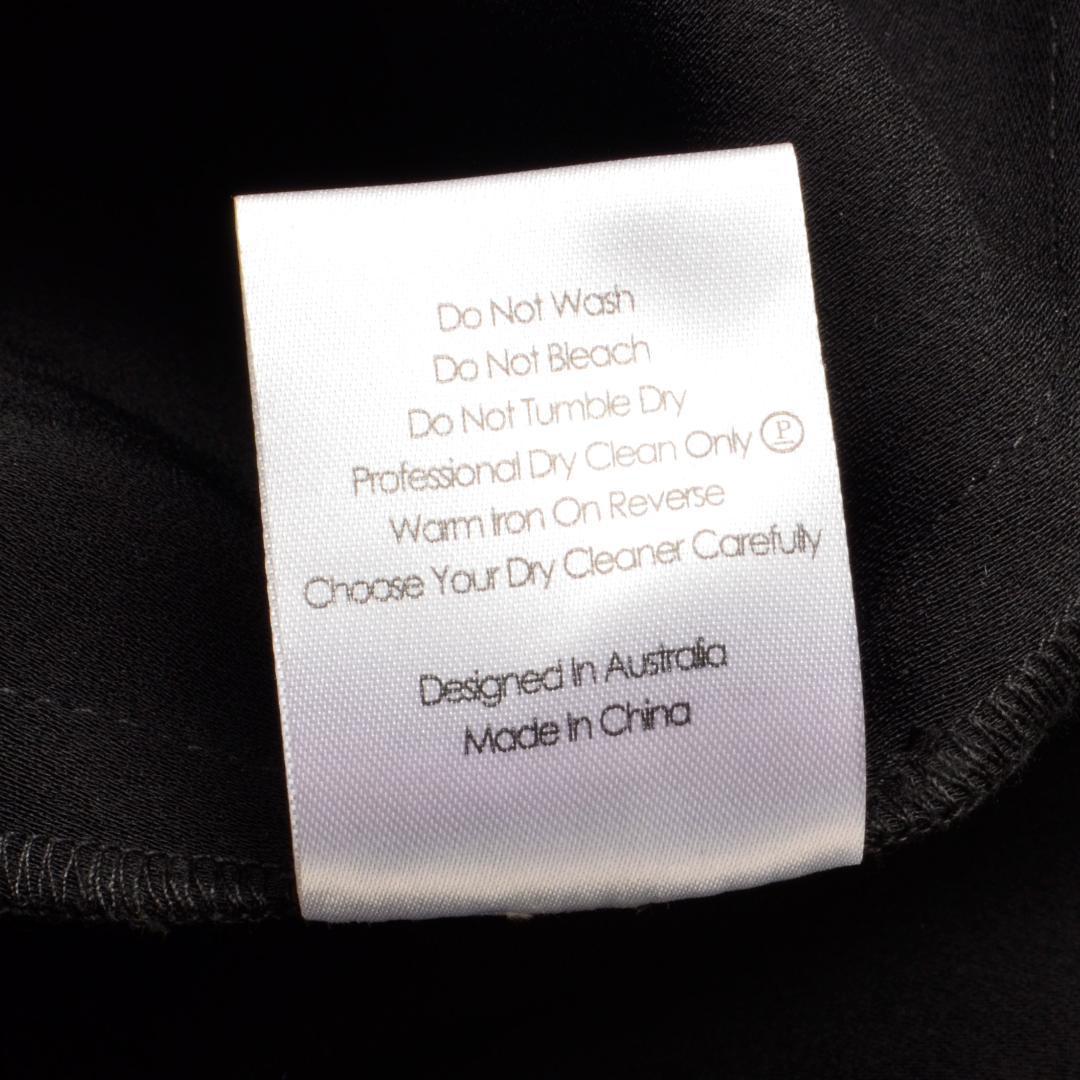 Do Not Wash
Do Not Bleach
Do Not Tumble Dry
Professional Dry Clean Only Ⓟ
Warm Iron On Reverse
Choose Your Dry Cleaner Carefully
Designed In Australia
Made In China